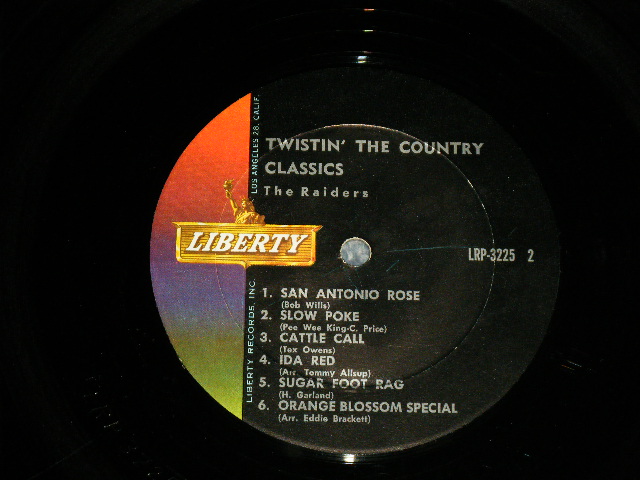 TWISTIN' THE COUNTRY
CLASSICS
The Raiders
LIBERTY RECORDS, INC.
LOS ANGELES 28, CALIF.
LIBERTY
LRP-3225 2
1. SAN ANTONIO ROSE
(Bob Wills)
2. SLOW POKE
(Pee Wee King-C. Price)
3. CATTLE CALL
(Tex Owens)
4. IDA RED
(Arr. Tommy Allsup)
5. SUGAR FOOT RAG
(H. Garland)
6. ORANGE BLOSSOM SPECIAL
(Arr. Eddie Brackett)